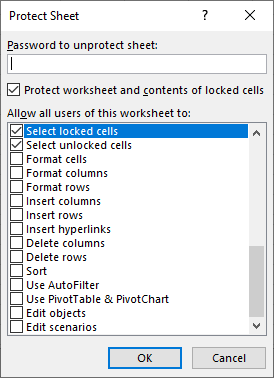 Protect Sheet
Password to unprotect sheet:
Protect worksheet and contents of locked cells
Allow all users of this worksheet to:
Select locked cells
Select unlocked cells
Format cells
Format columns
Format rows
Insert columns
Insert rows
Insert hyperlinks
Delete columns
Delete rows
Sort
Use AutoFilter
Use PivotTable & PivotChart
Edit objects
Edit scenarios
OK Cancel